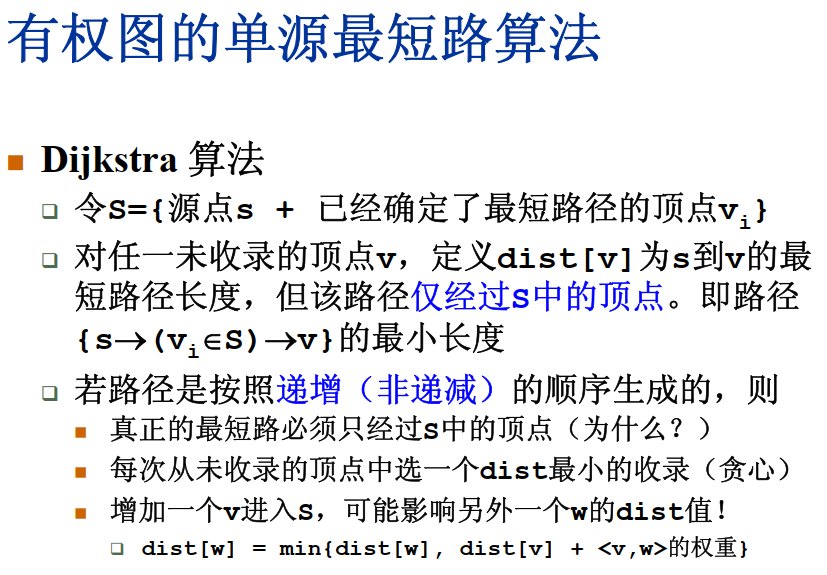 有权图的单源最短路算法
Dijkstra 算法
令S={源点s + 已经确定了最短路径的顶点vi}
对任一未收录的顶点v，定义dist[v]为s到v的最
短路径长度，但该路径仅经过S中的顶点。即路径
{s→(vi∈S)→v}的最小长度
若路径是按照递增（非递减）的顺序生成的，则
真正的最短路必须只经过S中的顶点（为什么？）
每次从未收录的顶点中选一个dist最小的收录（贪心）
增加一个v进入S，可能影响另外一个w的dist值！
dist[w] = min{dist[w], dist[v] + <v,w>的权重}